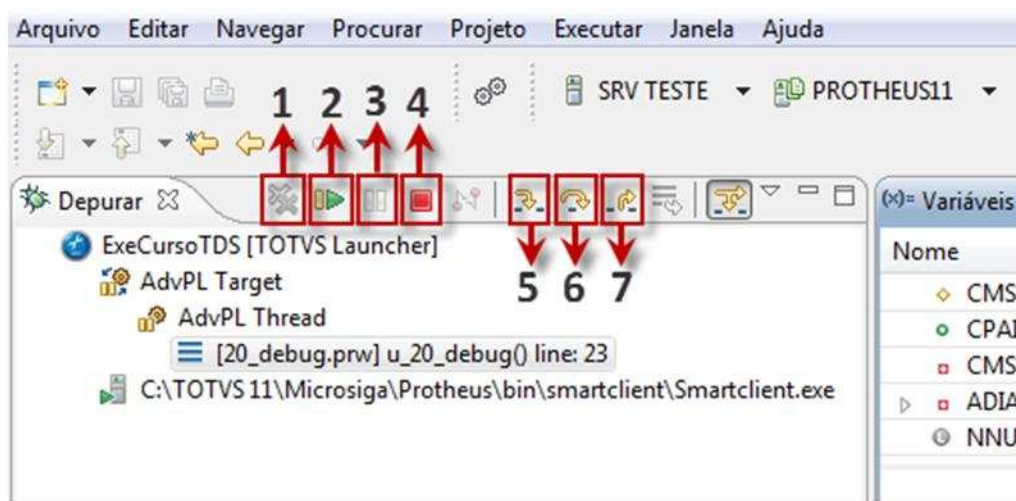 Arquivo Editar Navegar Procurar Projeto Executar Janela Ajuda
SRV TESTE PROTHEUS11
1 2 3 4
Depurar
(x)= Variáveis
ExeCursoTDS [TOTVS Launcher]
Nome
AdvPL Target
5 6 7
CMS
AdvPL Thread
CPAI
[20_debug.prw] u_20_debug() line: 23
CMS
C:\TOTVS 11\Microsiga\Protheus\bin\smartclient\Smartclient.exe
ADIA
NNU